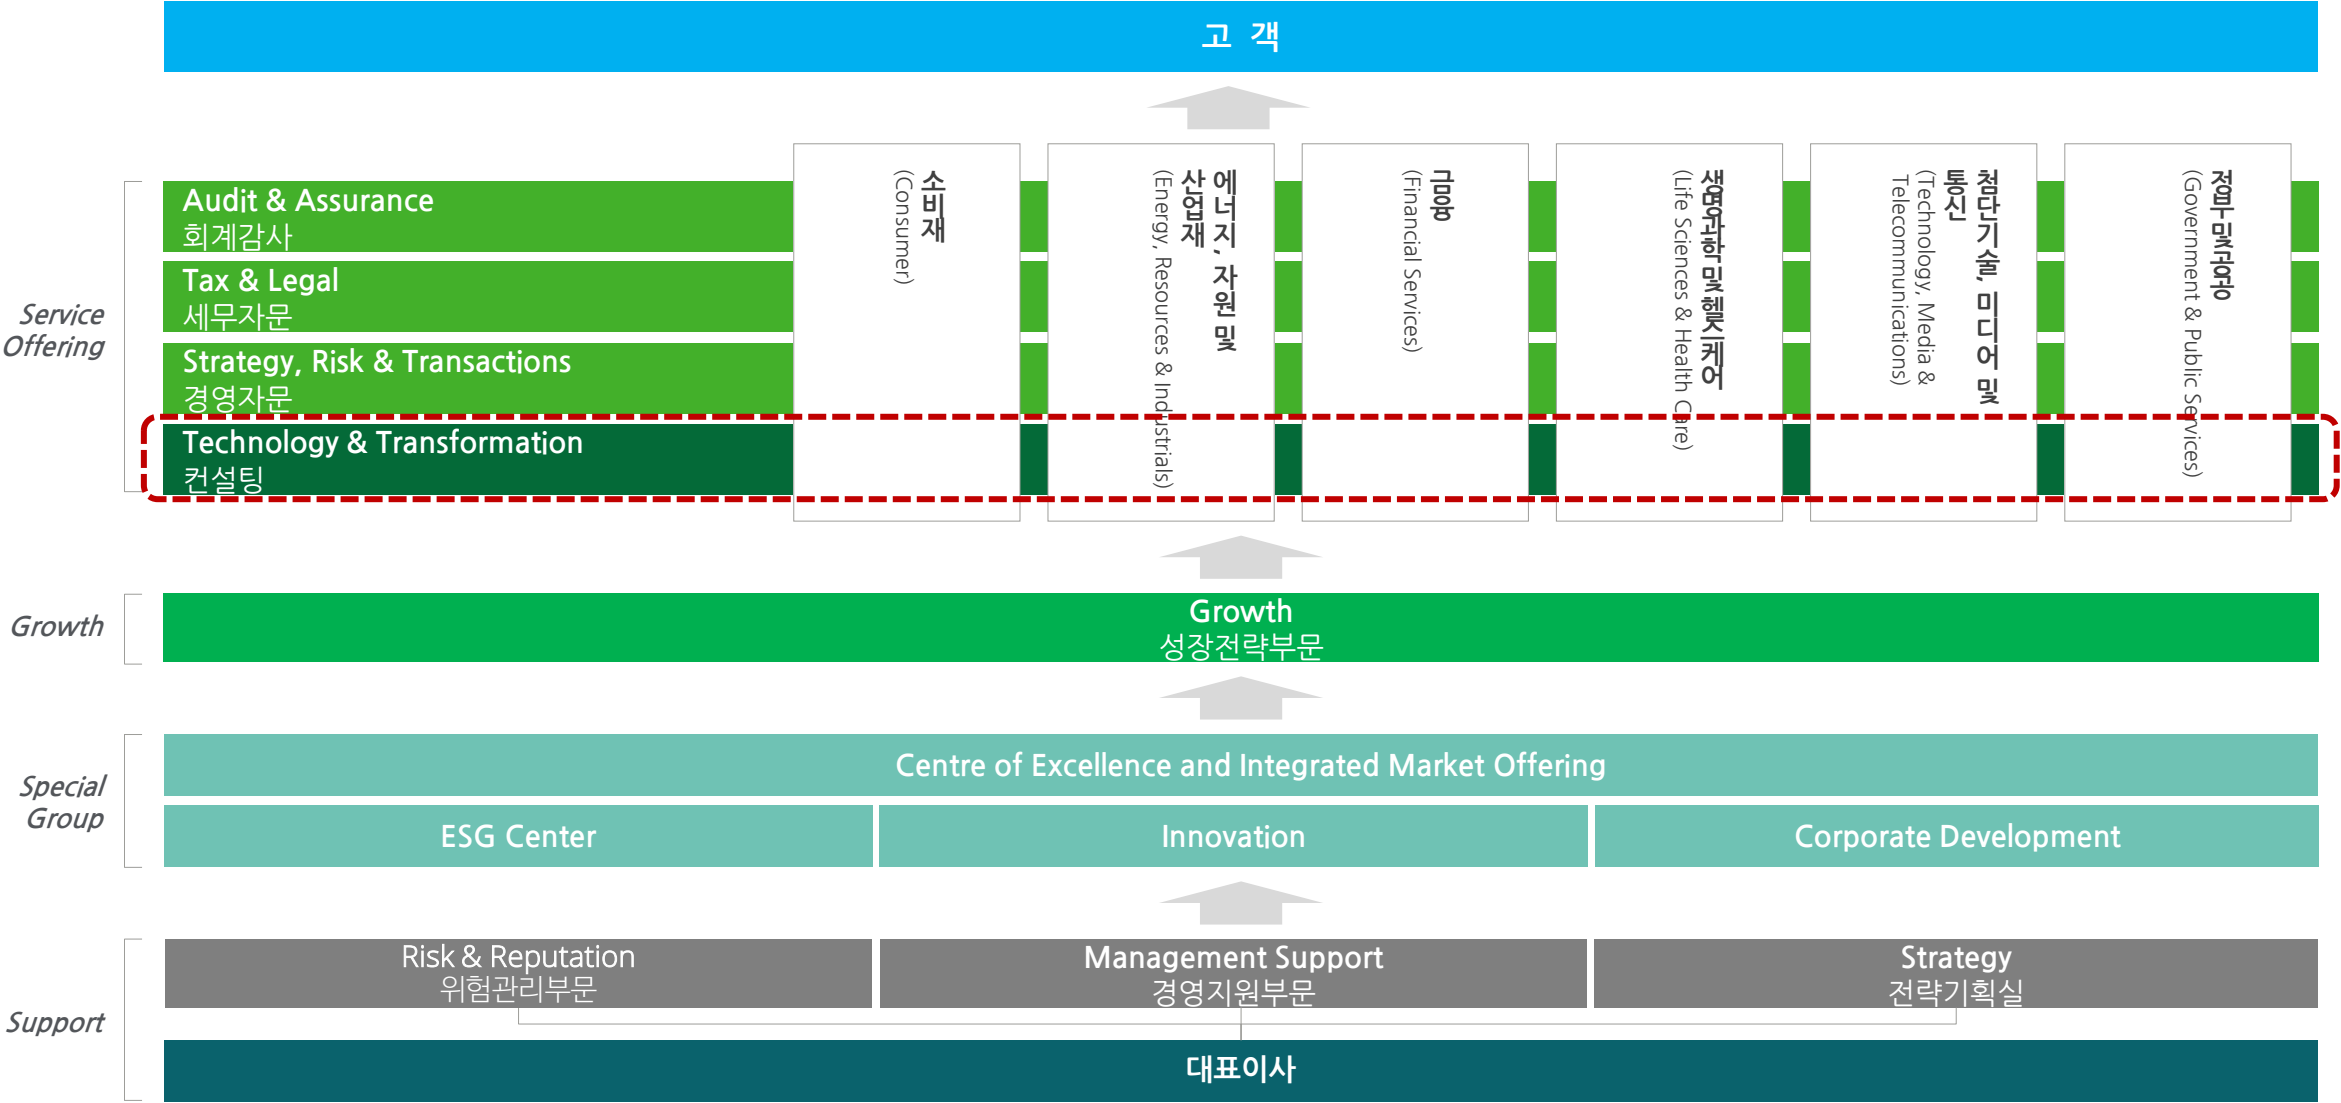 고 객
Service
Offering
Audit & Assurance
회계감사
Tax & Legal
세무자문
Strategy, Risk & Transactions
경영자문
Technology & Transformation
컨설팅
소비재
(Consumer)
에너지, 자원 및
산업재
(Energy, Resources & Industrials)
금융
(Financial Services)
생명과학 및 헬스케어
(Life Sciences & Health Care)
첨단기술, 미디어 및
통신
(Technology, Media &
Telecommunications)
정부 및 공공
(Government & Public Services)
Growth
Growth
성장전략부문
Special
Group
Centre of Excellence and Integrated Market Offering
ESG Center
Innovation
Corporate Development
Support
Risk & Reputation
위험관리부문
Management Support
경영지원부문
Strategy
전략기획실
대표이사